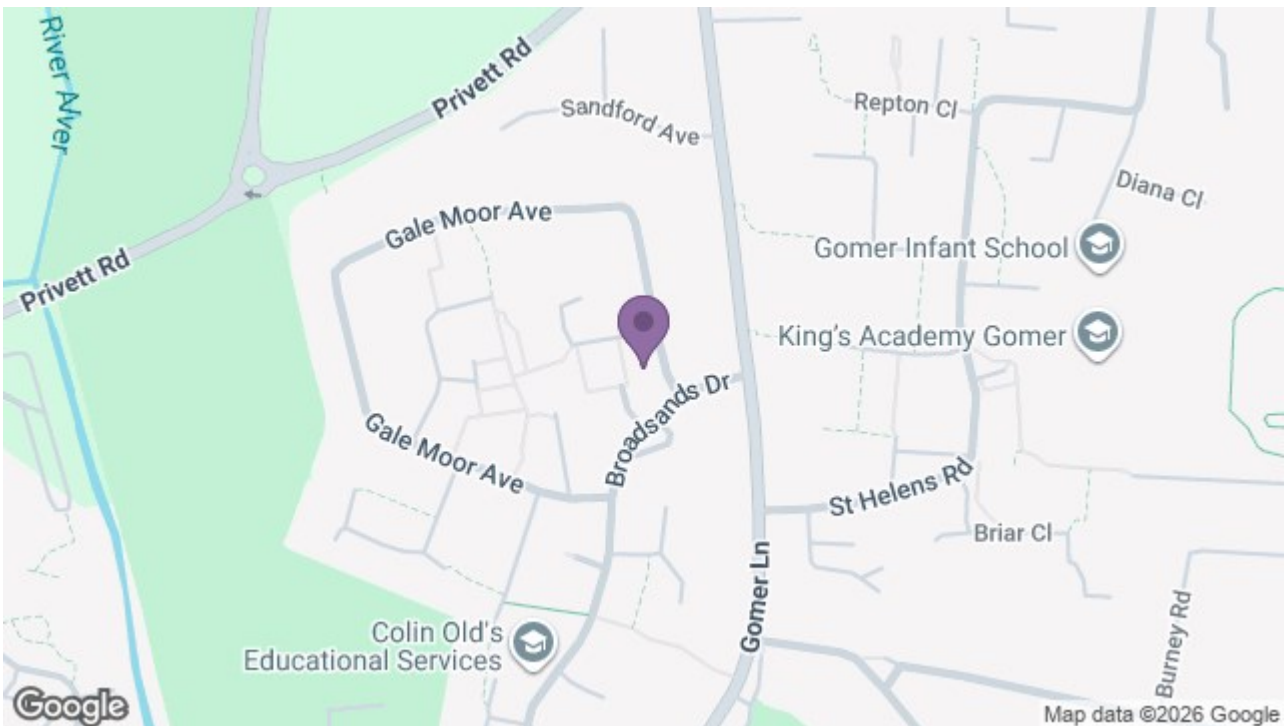 River Alver
Privett Rd
Sandford Ave
Repton Cl
Diana Cl
Gale Moor Ave
Gomer Infant School
Privett Rd
King's Academy Gomer
Broadsands Dr
Gale Moor Ave
St Helens Rd
Briar Cl
Gomer Ln
Colin Old's
Educational Services
Burney Rd
Google
Map data ©2026 Google